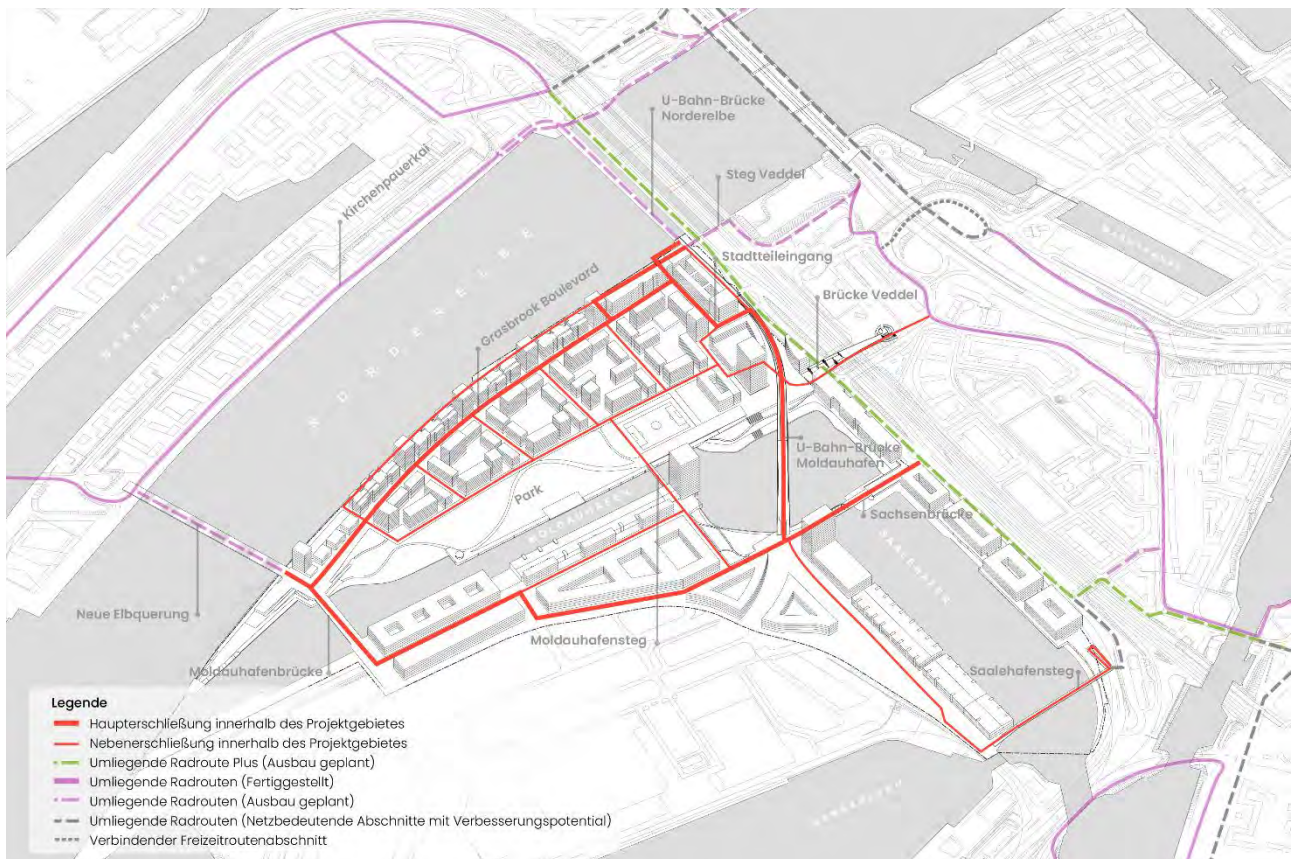 U-Bahn-Brücke
Norderelbe
Kirchenpauerkai
Steg Veddel
Stadtteileingang
NORDERELBE
Grasbrook Boulevard
Brücke Veddel
U-Bahn-Brücke
Moldauhafen
Park
MOLDAUHAFEN
Sachsenbrücke
Neue Elbquerung
Moldauhafenbrücke
Moldauhafensteg
Saalehafensteg
Legende
Haupterschließung innerhalb des Projektgebietes
Nebenerschließung innerhalb des Projektgebietes
Umliegende Radroute Plus (Ausbau geplant)
Umliegende Radrouten (Fertiggestellt)
Umliegende Radrouten (Ausbau geplant)
Umliegende Radrouten (Netzbedeutende Abschnitte mit Verbesserungspotential)
Verbindender Freizeitroutenabschnitt